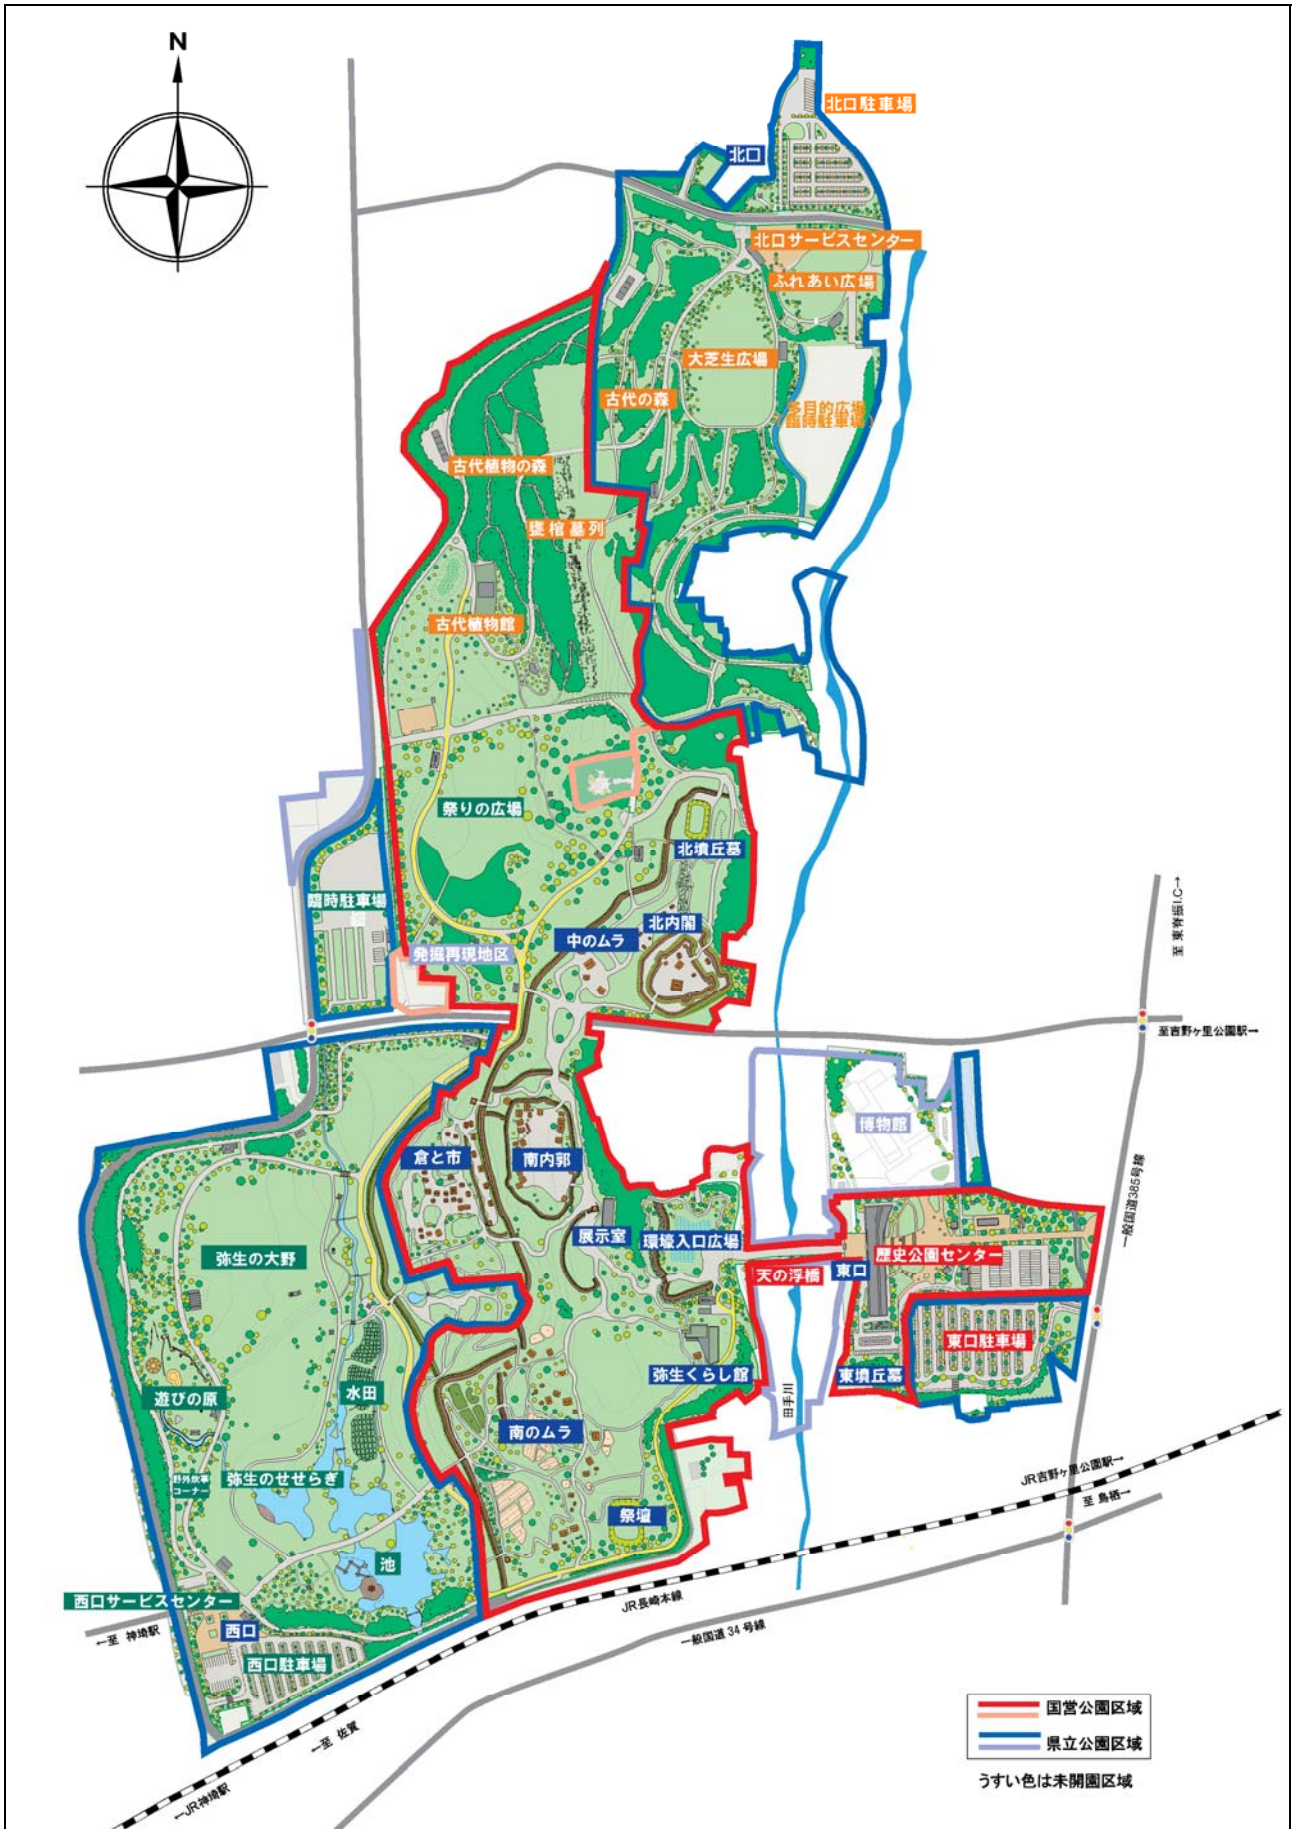 N
北口駐車場
北口
北口サービスセンター
ふれあい広場
大芝生広場
古代の森
多目的広場
(臨時駐車場)
古代植物の森
甕棺墓列
古代植物館
祭りの広場
北墳丘墓
臨時駐車場
北内閣
中のムラ
発掘再現地区
至 東脊振I.C→
至吉野ヶ里公園駅→
博物館
倉と市
南内郭
一般国道385号線
展示室
環壕入口広場
弥生の大野
歴史公園センター
天の浮橋
東口
東口駐車場
弥生くらし館
東墳丘墓
遊びの原
水田
田手川
南のムラ
野外炊事
コーナー
弥生のせせらぎ
JR吉野ヶ里公園駅→
至 鳥栖→
祭壇
池
西口サービスセンター
JR長崎本線
←至 神埼駅
西口
一般国道 34 号線
西口駐車場
国営公園区域
←至 佐賀
県立公園区域
うすい色は未開園区域
←JR神埼駅